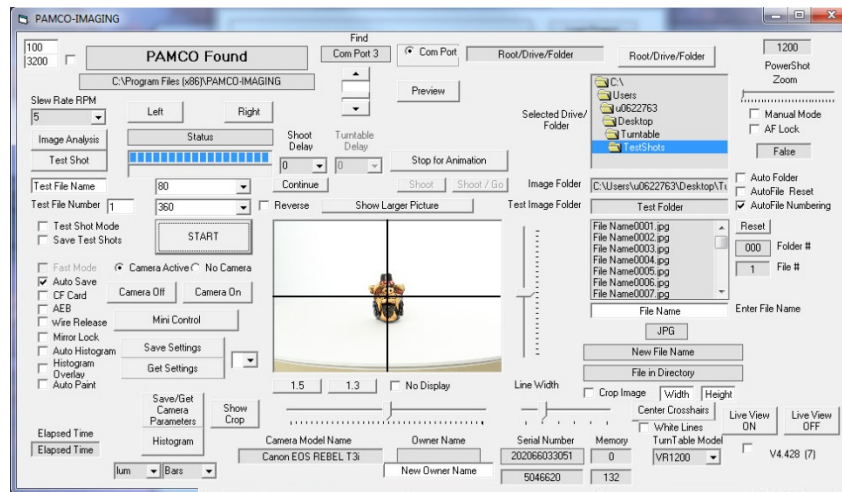 PAMCO-IMAGING
100
3200
PAMCO Found
Find
Com Port 3
Com Port
Root/Drive/Folder
Root/Drive/Folder
1200
PowerShot
Zoom
C:\Program Files (x86)\PAMCO-IMAGING
Preview
Slew Rate RPM
5
Left
Right
Selected Drive/
Folder
C:\
Users
u0622763
Desktop
Turntable
TestShots
Manual Mode
AF Lock
False
Image Analysis
Status
Shoot
Delay
Turntable
Delay
Test Shot
0
0
Stop for Animation
Test File Name
80
Continue
Shoot
Shoot / Go
Image Folder
C:\Users\u0622763\Desktop\Tu
Auto Folder
AutoFile Reset
AutoFile Numbering
Test File Number
1
360
Reverse
Show Larger Picture
Test Image Folder
Test Folder
Test Shot Mode
Save Test Shots
START
File Name0001.jpg
File Name0002.jpg
File Name0003.jpg
File Name0004.jpg
File Name0005.jpg
File Name0006.jpg
File Name0007.jpg
Reset
000
Folder #
1
File #
Fast Mode
Camera Active
No Camera
Auto Save
CF Card
AEB
Wire Release
Mirror Lock
Auto Histogram
Histogram
Overlay
Auto Paint
Camera Off
Camera On
Mini Control
Save Settings
Get Settings
File Name
Enter File Name
JPG
New File Name
File in Directory
1.5
1.3
No Display
Line Width
Crop Image
Width
Height
Save/Get
Camera
Parameters
Show
Crop
Center Crosshairs
White Lines
Live View
ON
Live View
OFF
Elapsed Time
Elapsed Time
Histogram
Camera Model Name
Canon EOS REBEL T3i
Owner Name
New Owner Name
Serial Number
202066033051
5046620
Memory
0
132
TurnTable Model
VR1200
V4.428 (7)
lum
Bars